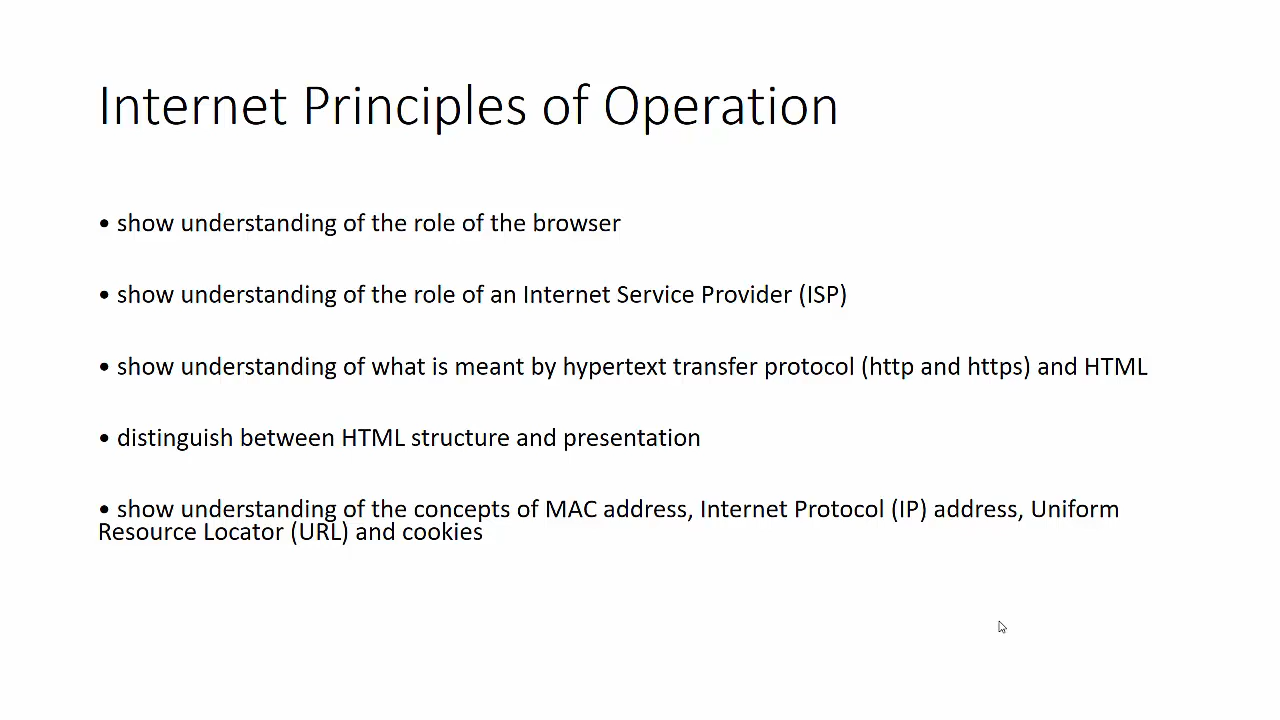 Internet Principles of Operation
• show understanding of the role of the browser
• show understanding of the role of an Internet Service Provider (ISP)
• show understanding of what is meant by hypertext transfer protocol (http and https) and HTML
• distinguish between HTML structure and presentation
• show understanding of the concepts of MAC address, Internet Protocol (IP) address, Uniform
Resource Locator (URL) and cookies